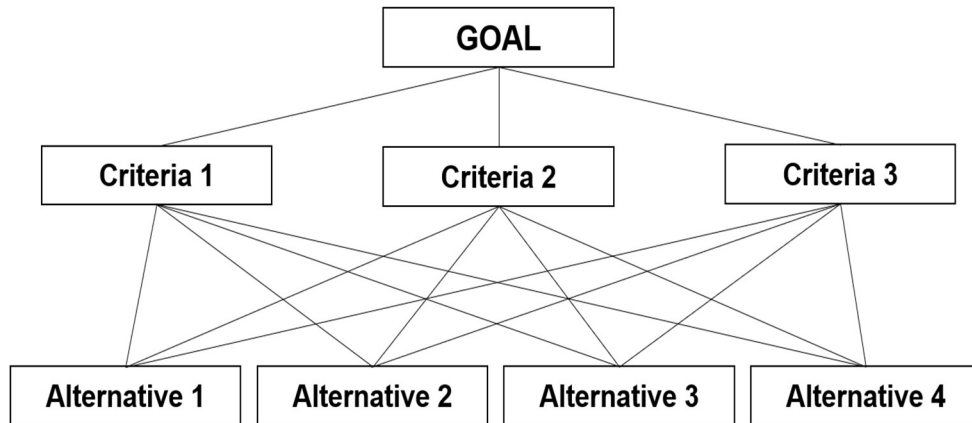 GOAL
Criteria 1
Criteria 2
Criteria 3
Alternative 1
Alternative 2
Alternative 3
Alternative 4